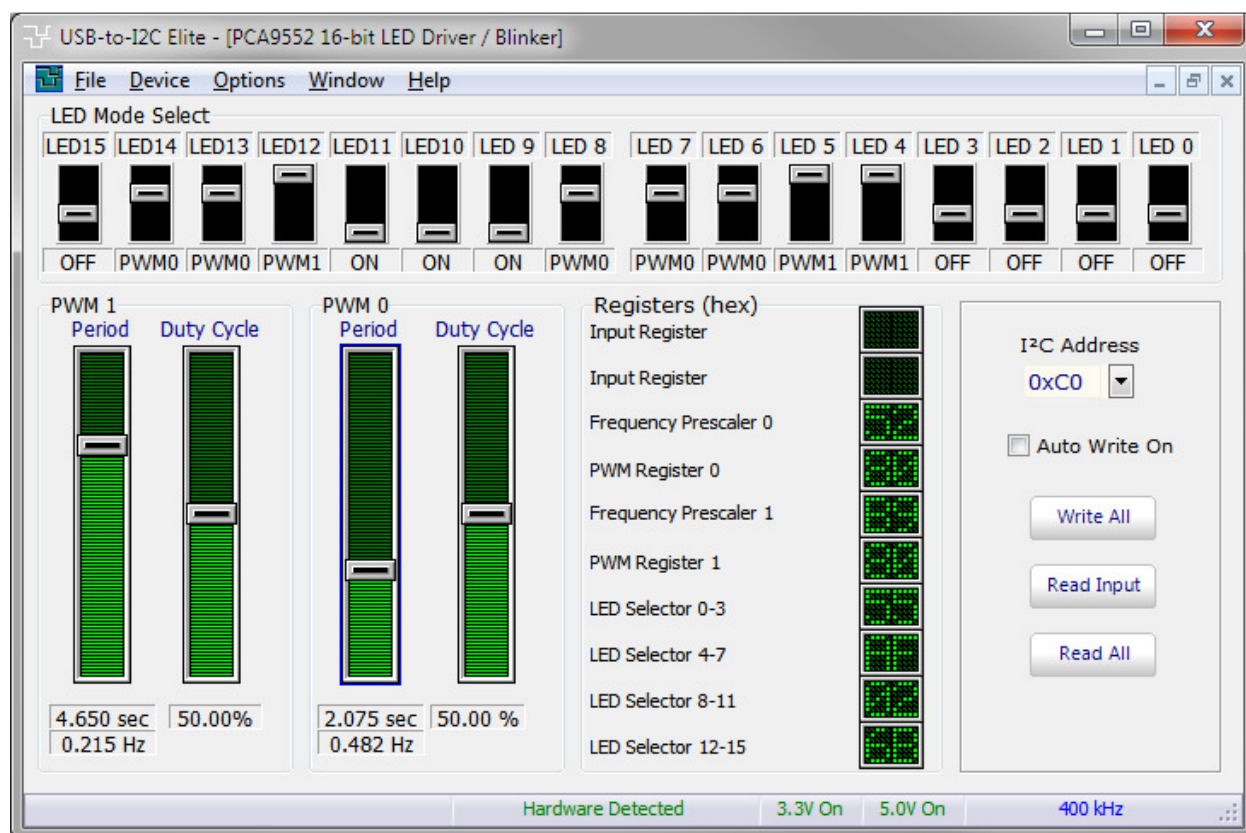 USB-to-I2C Elite - [PCA9552 16-bit LED Driver / Blinker]
File Device Options Window Help
LED Mode Select
LED15 LED14 LED13 LED12 LED11 LED10 LED 9 LED 8 LED 7 LED 6 LED 5 LED 4 LED 3 LED 2 LED 1 LED 0
OFF PWM0 PWM0 PWM1 ON ON ON PWM0 PWM0 PWM0 PWM1 PWM1 OFF OFF OFF OFF
PWM 1
Period Duty Cycle
4.650 sec 50.00%
0.215 Hz
PWM 0
Period Duty Cycle
2.075 sec 50.00 %
0.482 Hz
Registers (hex)
Input Register
Input Register
Frequency Prescaler 0
PWM Register 0
Frequency Prescaler 1
PWM Register 1
LED Selector 0-3
LED Selector 4-7
LED Selector 8-11
LED Selector 12-15
I²C Address
0xC0
Auto Write On
Write All
Read Input
Read All
Hardware Detected 3.3V On 5.0V On 400 kHz